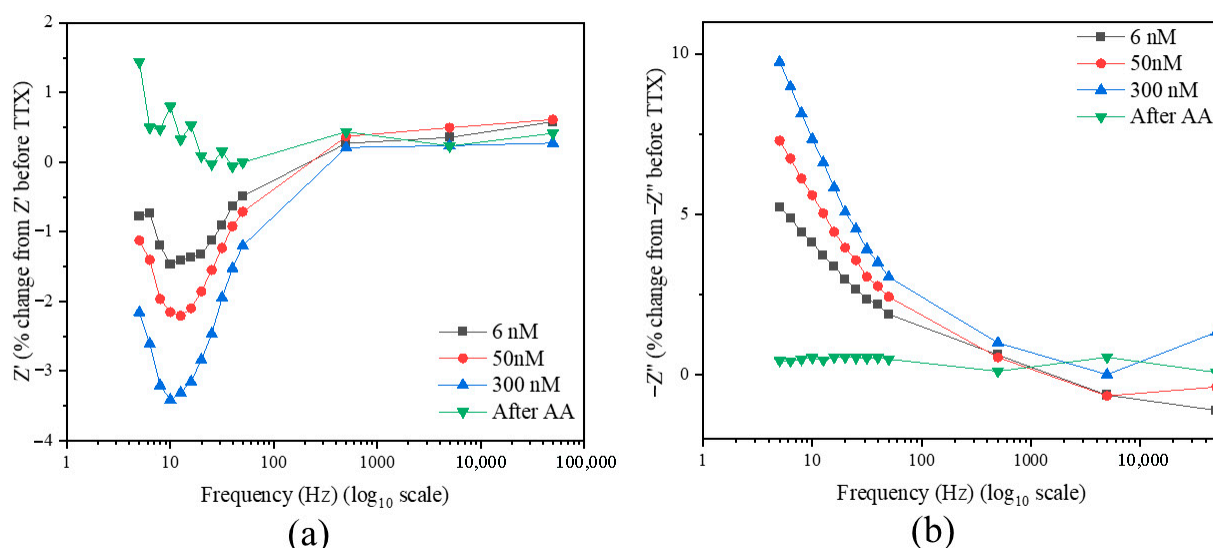 2
1
0
−1
−2
−3
−4
Z' (% change from Z' before TTX)
6 nM
50nM
300 nM
After AA
1
10
100
1000
10,000
100,000
Frequency (Hz) (log₁₀ scale)
(a)
10
5
0
−Z" (% change from −Z" before TTX)
6 nM
50nM
300 nM
After AA
1
10
100
1000
10,000
Frequency (Hz) (log₁₀ scale)
(b)